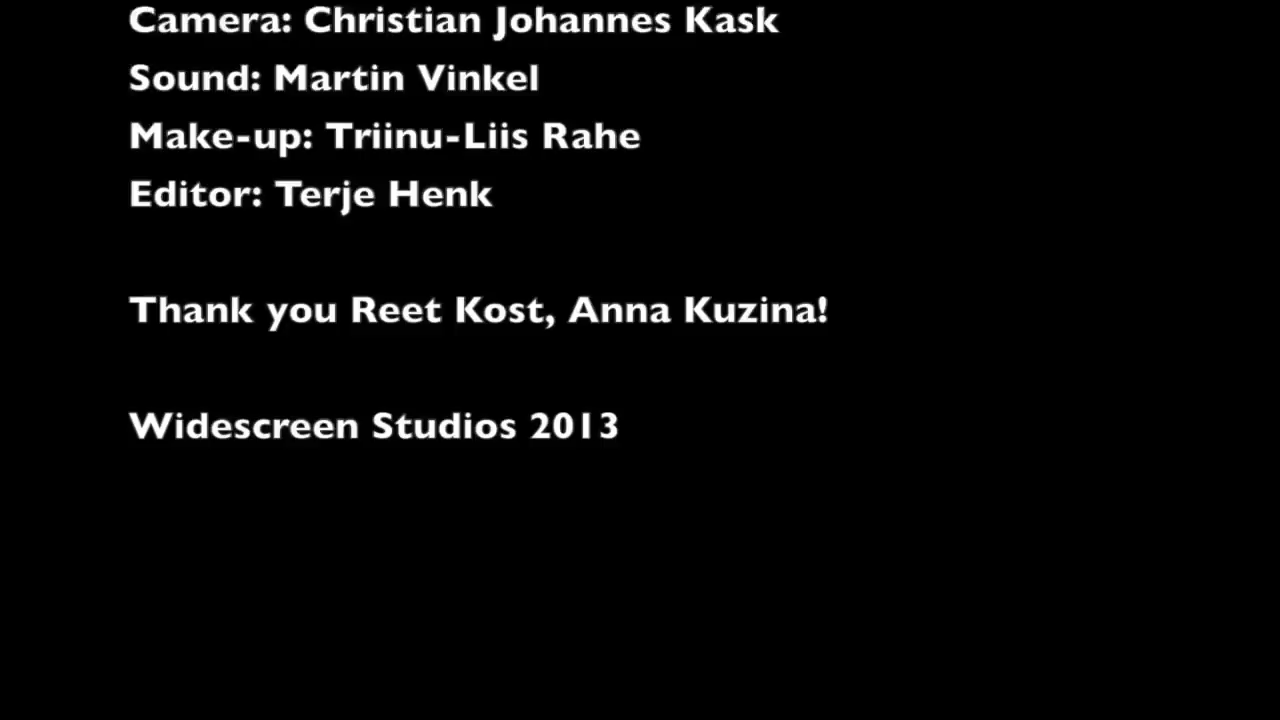 Camera: Christian Johannes Kask
Sound: Martin Vinkel
Make-up: Triinu-Liis Rahe
Editor: Terje Henk
Thank you Reet Kost, Anna Kuzina!
Widescreen Studios 2013